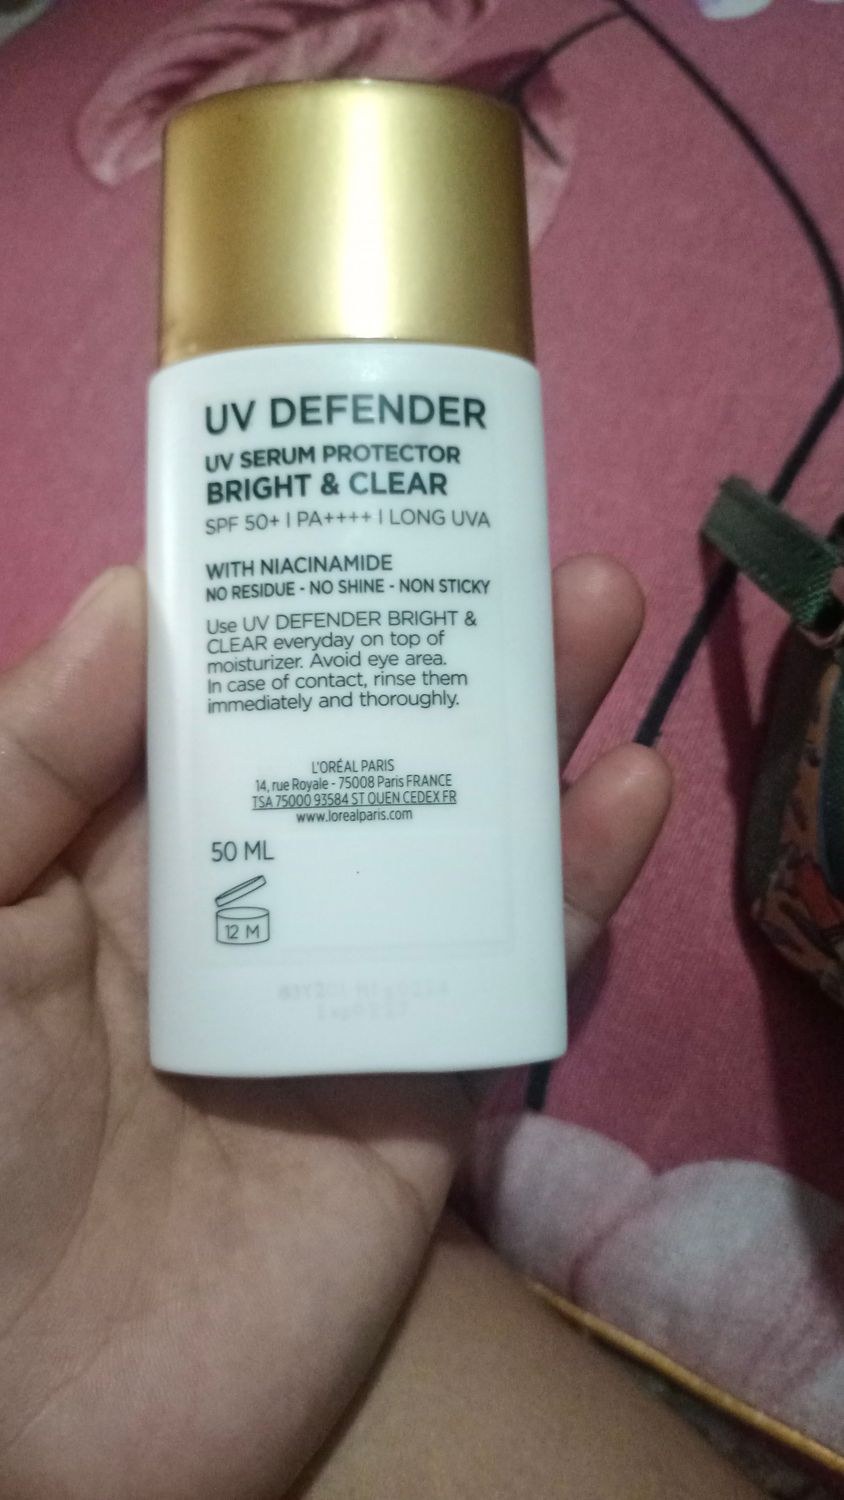 UV DEFENDER
UV SERUM PROTECTOR
BRIGHT & CLEAR
SPF 50+ I PA++++ I LONG UVA
WITH NIACINAMIDE
NO RESIDUE - NO SHINE - NON STICKY
Use UV DEFENDER BRIGHT &
CLEAR everyday on top of
moisturizer. Avoid eye area.
In case of contact, rinse them
immediately and thoroughly.
L'ORÉAL PARIS
14, rue Royale - 75008 Paris FRANCE
TSA 75000 93584 ST OUEN CEDEX FR
www.lorealparis.com
50 ML
12 M